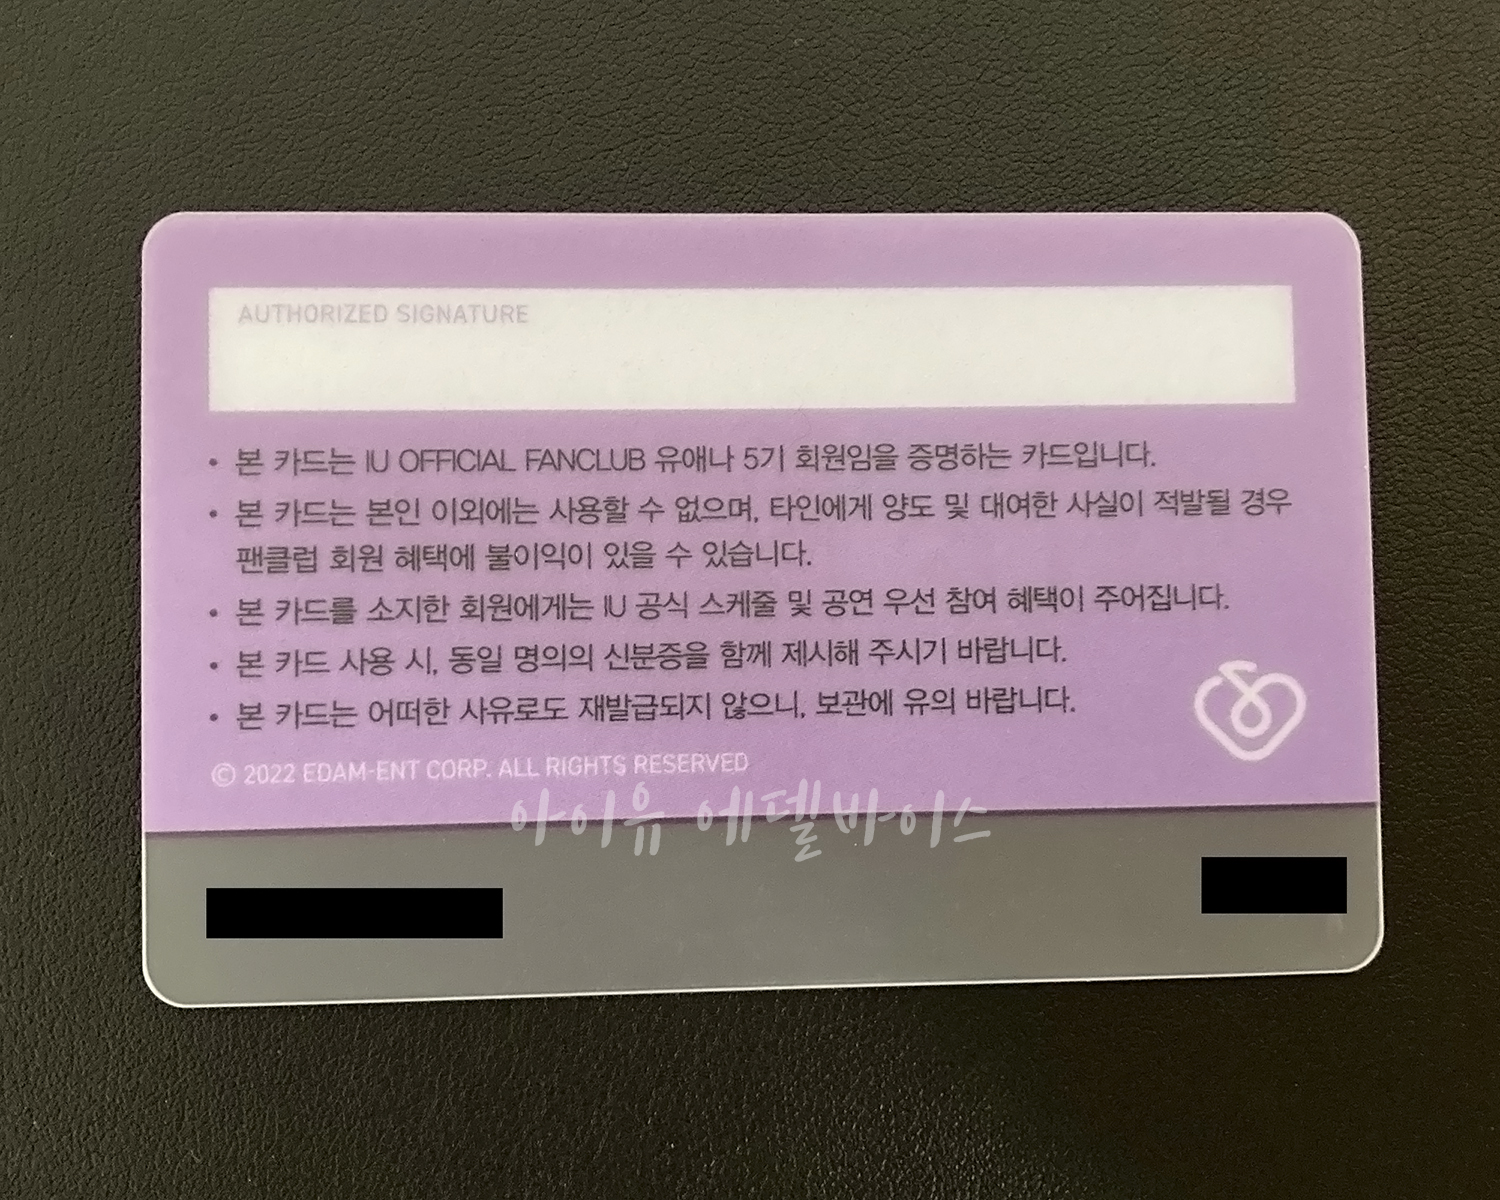 AUTHORIZED SIGNATURE
• 본 카드는 IU OFFICIAL FANCLUB 유애나 5기 회원임을 증명하는 카드입니다.
• 본 카드는 본인 이외에는 사용할 수 없으며, 타인에게 양도 및 대여한 사실이 적발될 경우
팬클럽 회원 혜택에 불이익이 있을 수 있습니다.
• 본 카드를 소지한 회원에게는 IU 공식 스케줄 및 공연 우선 참여 혜택이 주어집니다.
• 본 카드 사용 시, 동일 명의의 신분증을 함께 제시해 주시기 바랍니다.
• 본 카드는 어떠한 사유로도 재발급되지 않으니, 보관에 유의 바랍니다.
© 2022 EDAM-ENT CORP. ALL RIGHTS RESERVED
아이유 에델바이스